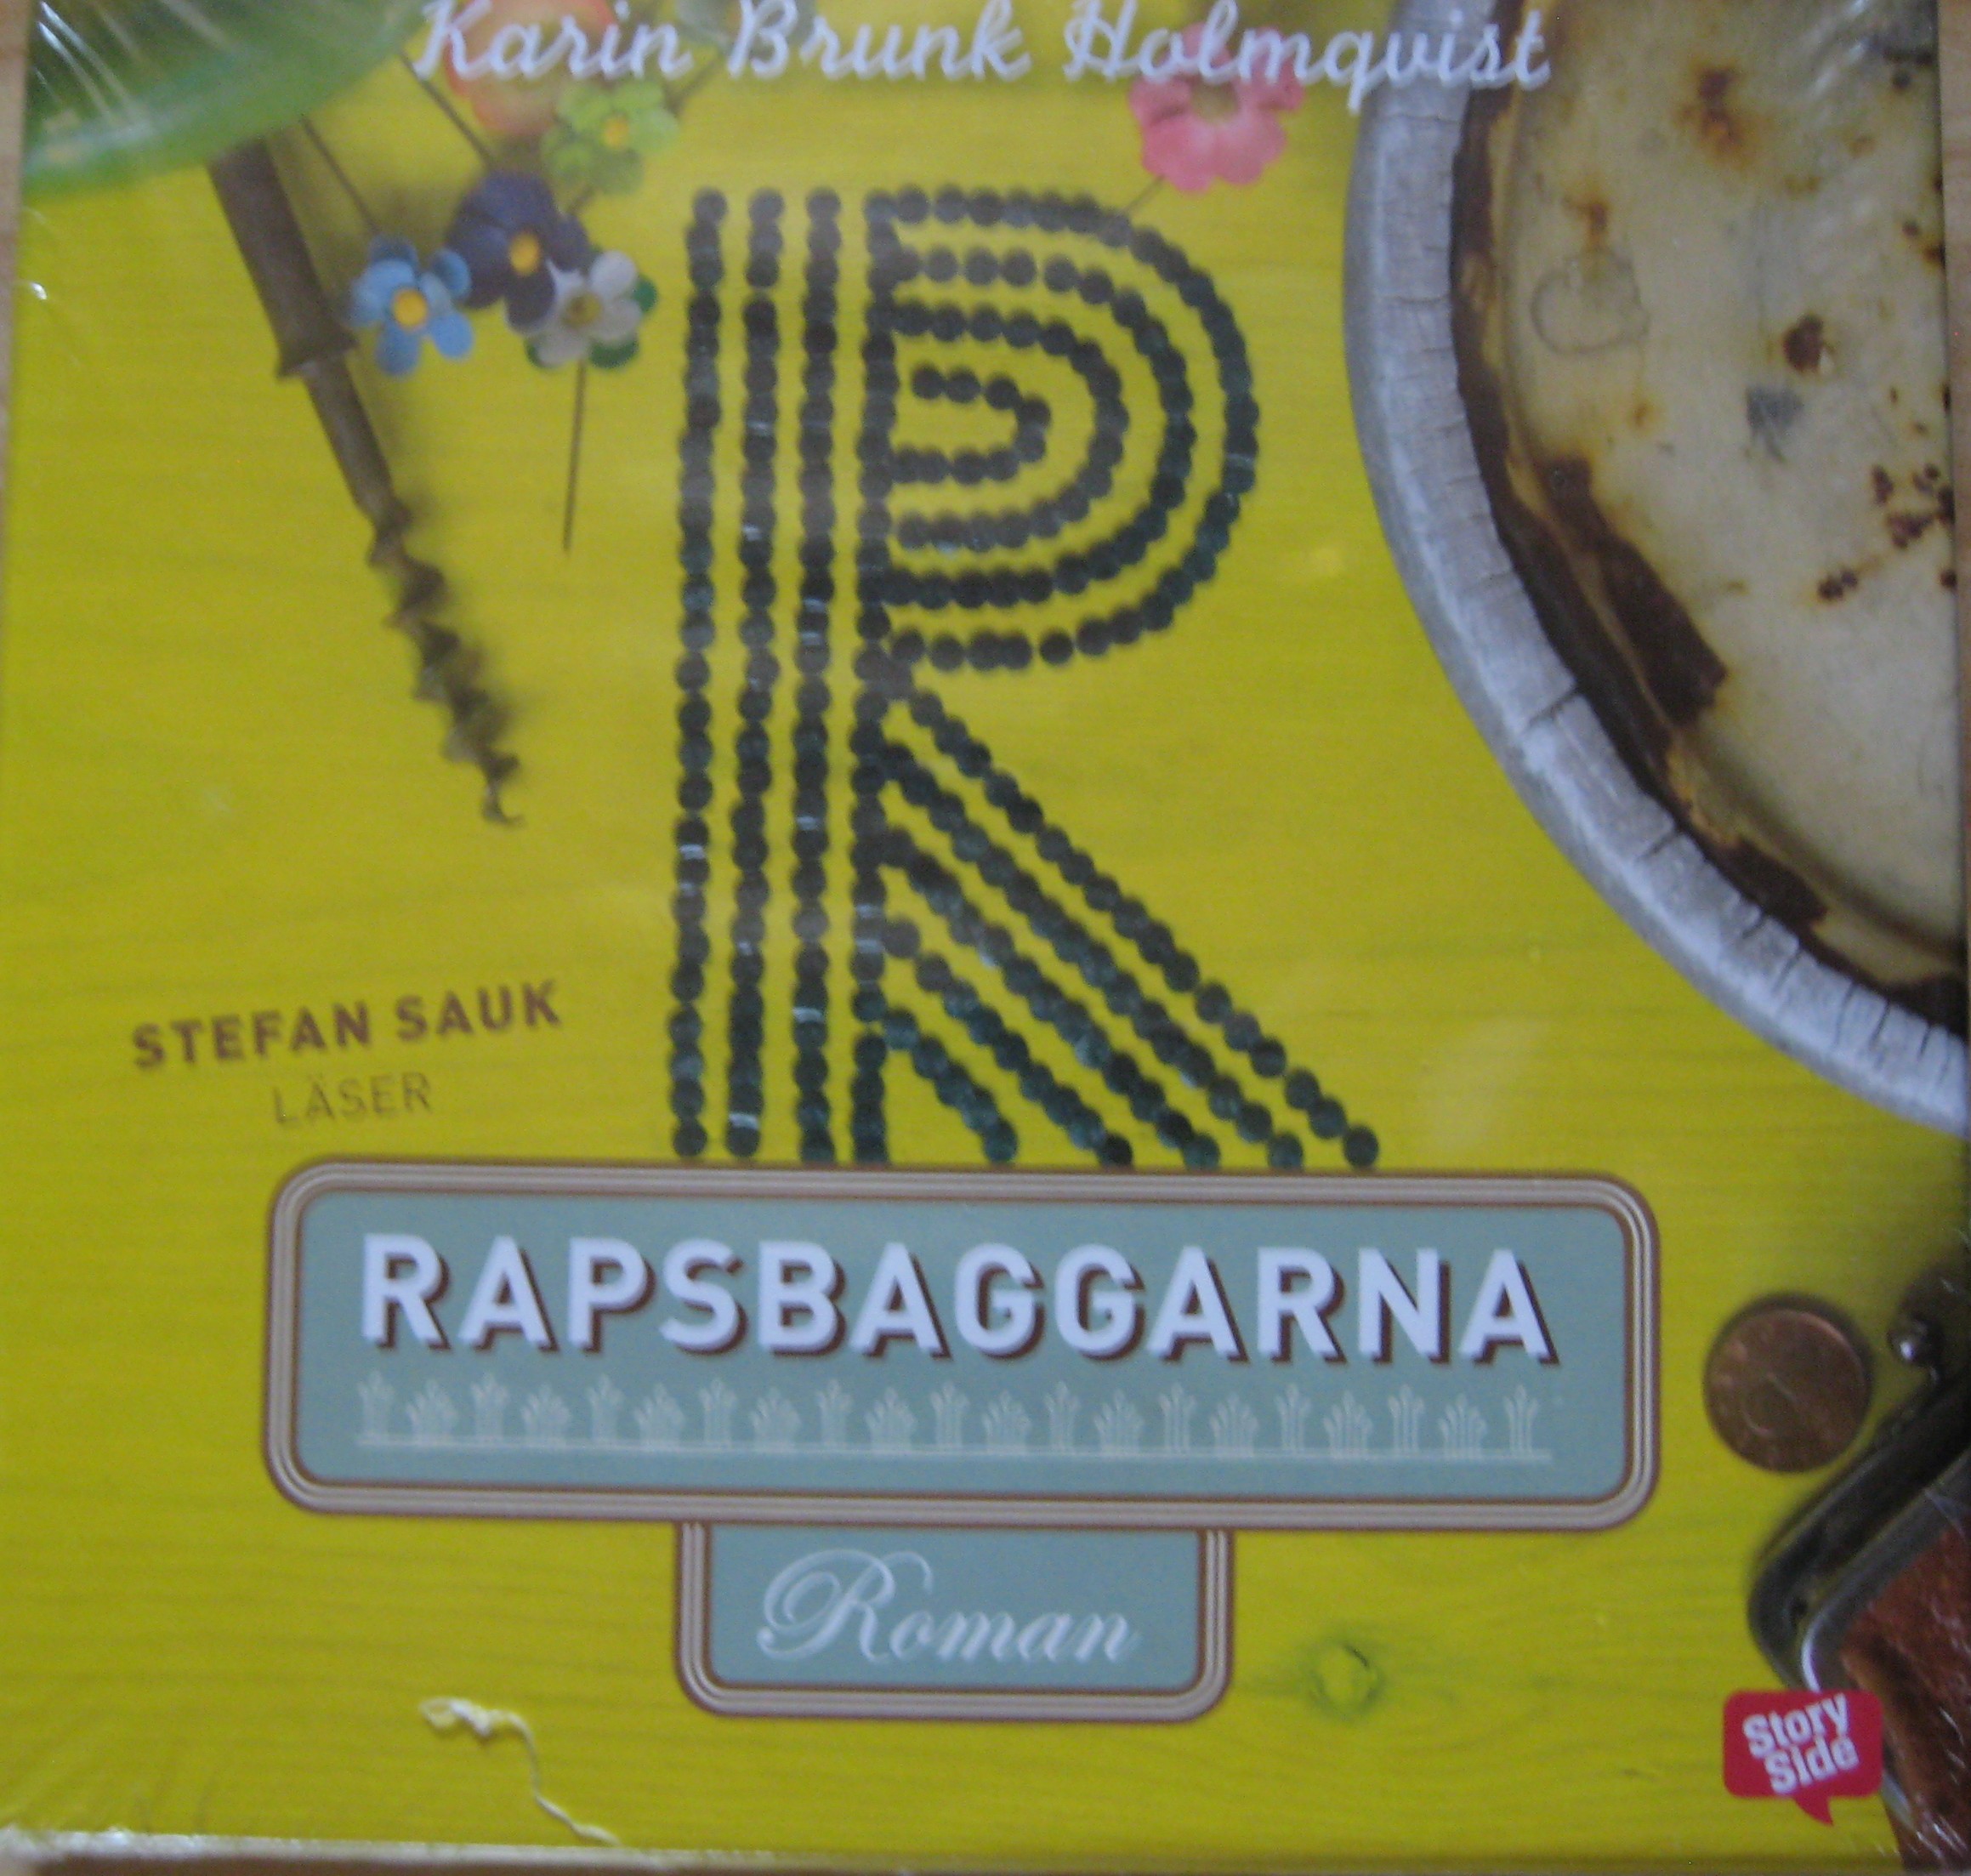 Karin Brunk Holmqvist
R
STEFAN SAUK
LÄSER
RAPSBAGGARNA
Roman
Story
Side